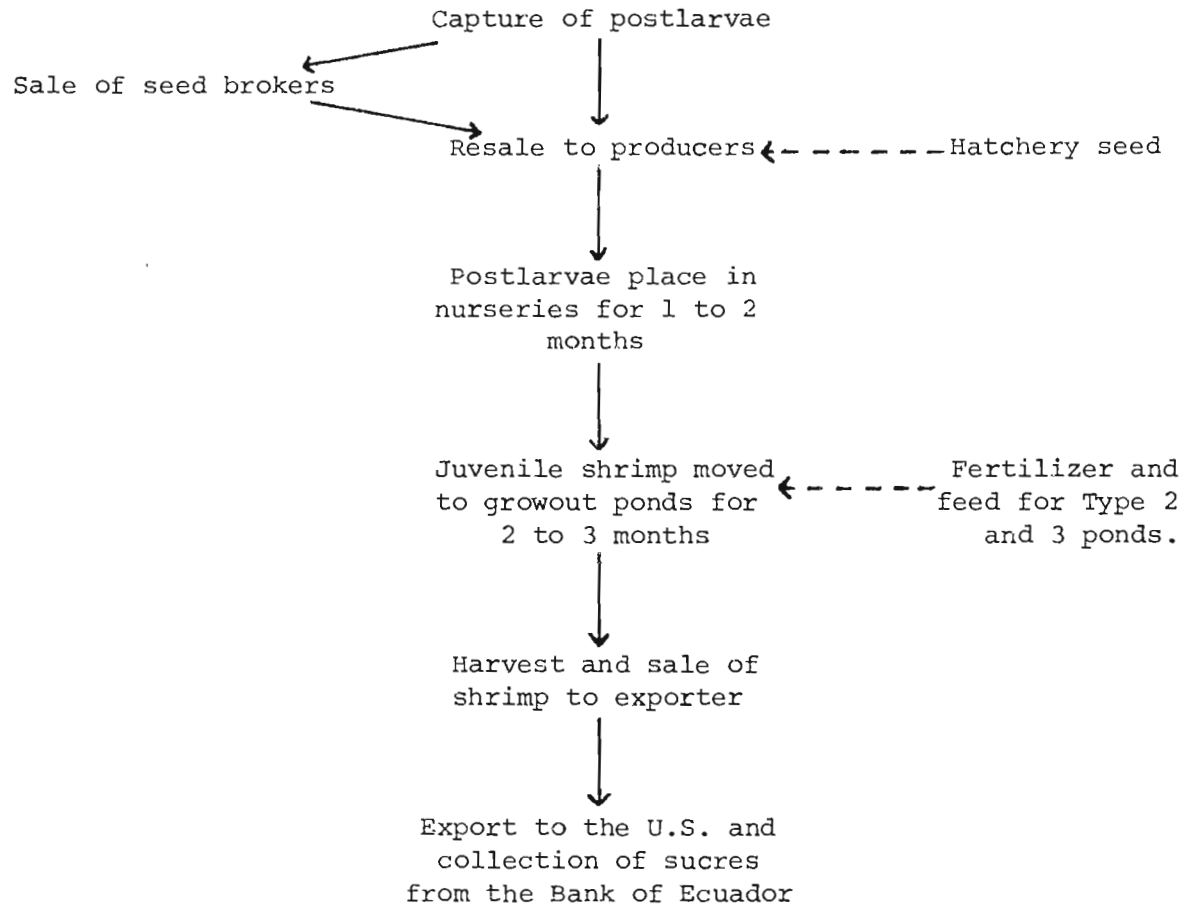 Capture of postlarvae
Sale of seed brokers
Resale to producers
Hatchery seed
Postlarvae place in
nurseries for 1 to 2
months
Juvenile shrimp moved
to growout ponds for
2 to 3 months
Fertilizer and
feed for Type 2
and 3 ponds.
Harvest and sale of
shrimp to exporter
Export to the U.S. and
collection of sucres
from the Bank of Ecuador